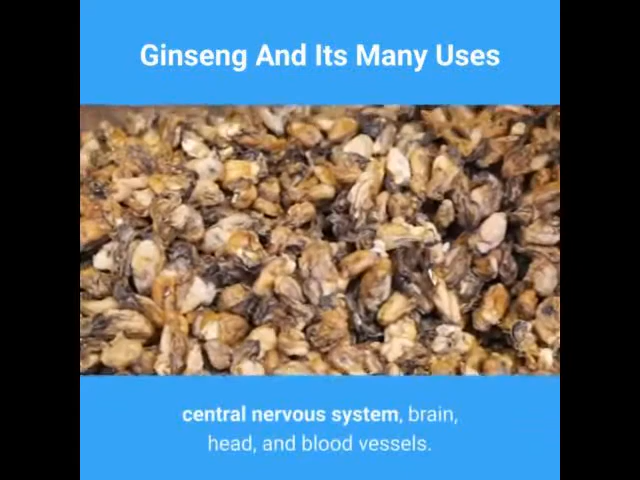 Ginseng And Its Many Uses
central nervous system, brain,
head, and blood vessels.